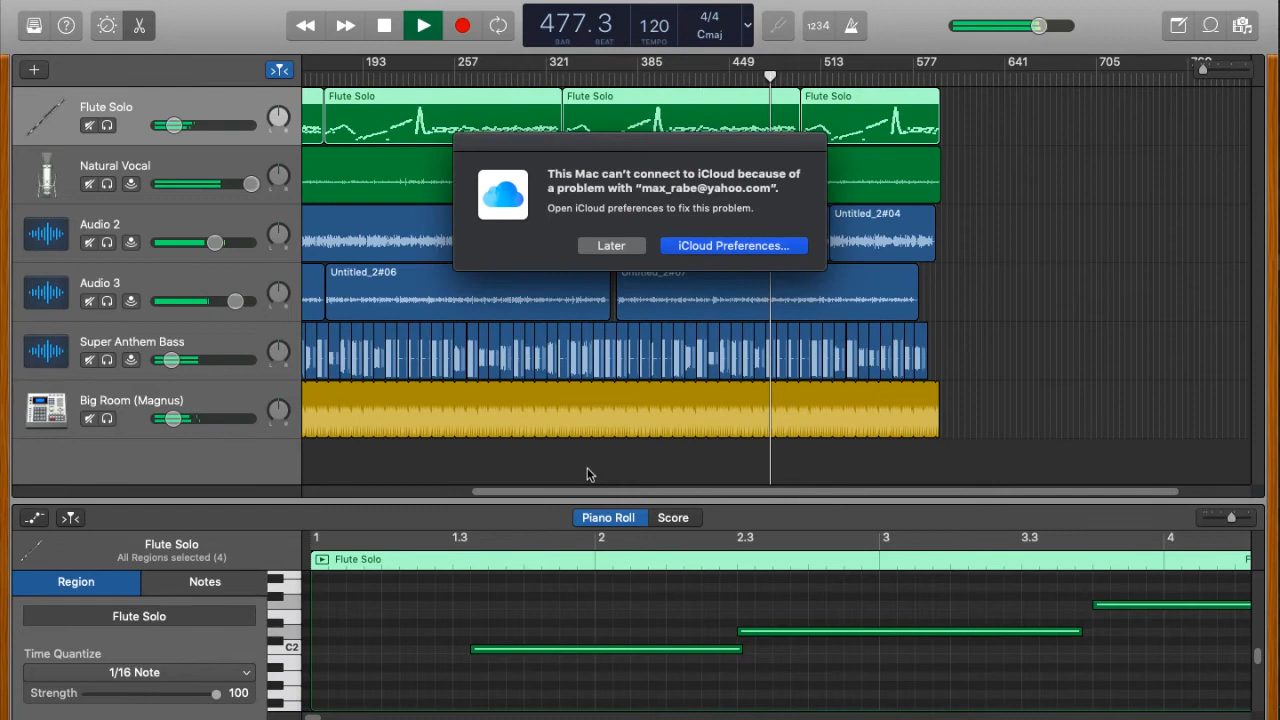 477.3
BAR BEAT
120
TEMPO
4/4
Cmaj
1234
193 257 321 385 449 513 577 641 705
Flute Solo
Flute Solo
Flute Solo
Flute Solo
Natural Vocal
This Mac can't connect to iCloud because of
a problem with “max_rabe@yahoo.com”.
Open iCloud preferences to fix this problem.
Later
iCloud Preferences...
Audio 2
Untitled_2#04
Audio 3
Untitled_2#06
Untitled_2#07
Super Anthem Bass
Big Room (Magnus)
Piano Roll
Score
1 1.3 2 2.3 3 3.3 4
Flute Solo
All Regions selected (4)
Flute Solo
F
Region
Notes
Flute Solo
C2
Time Quantize
1/16 Note
Strength
100